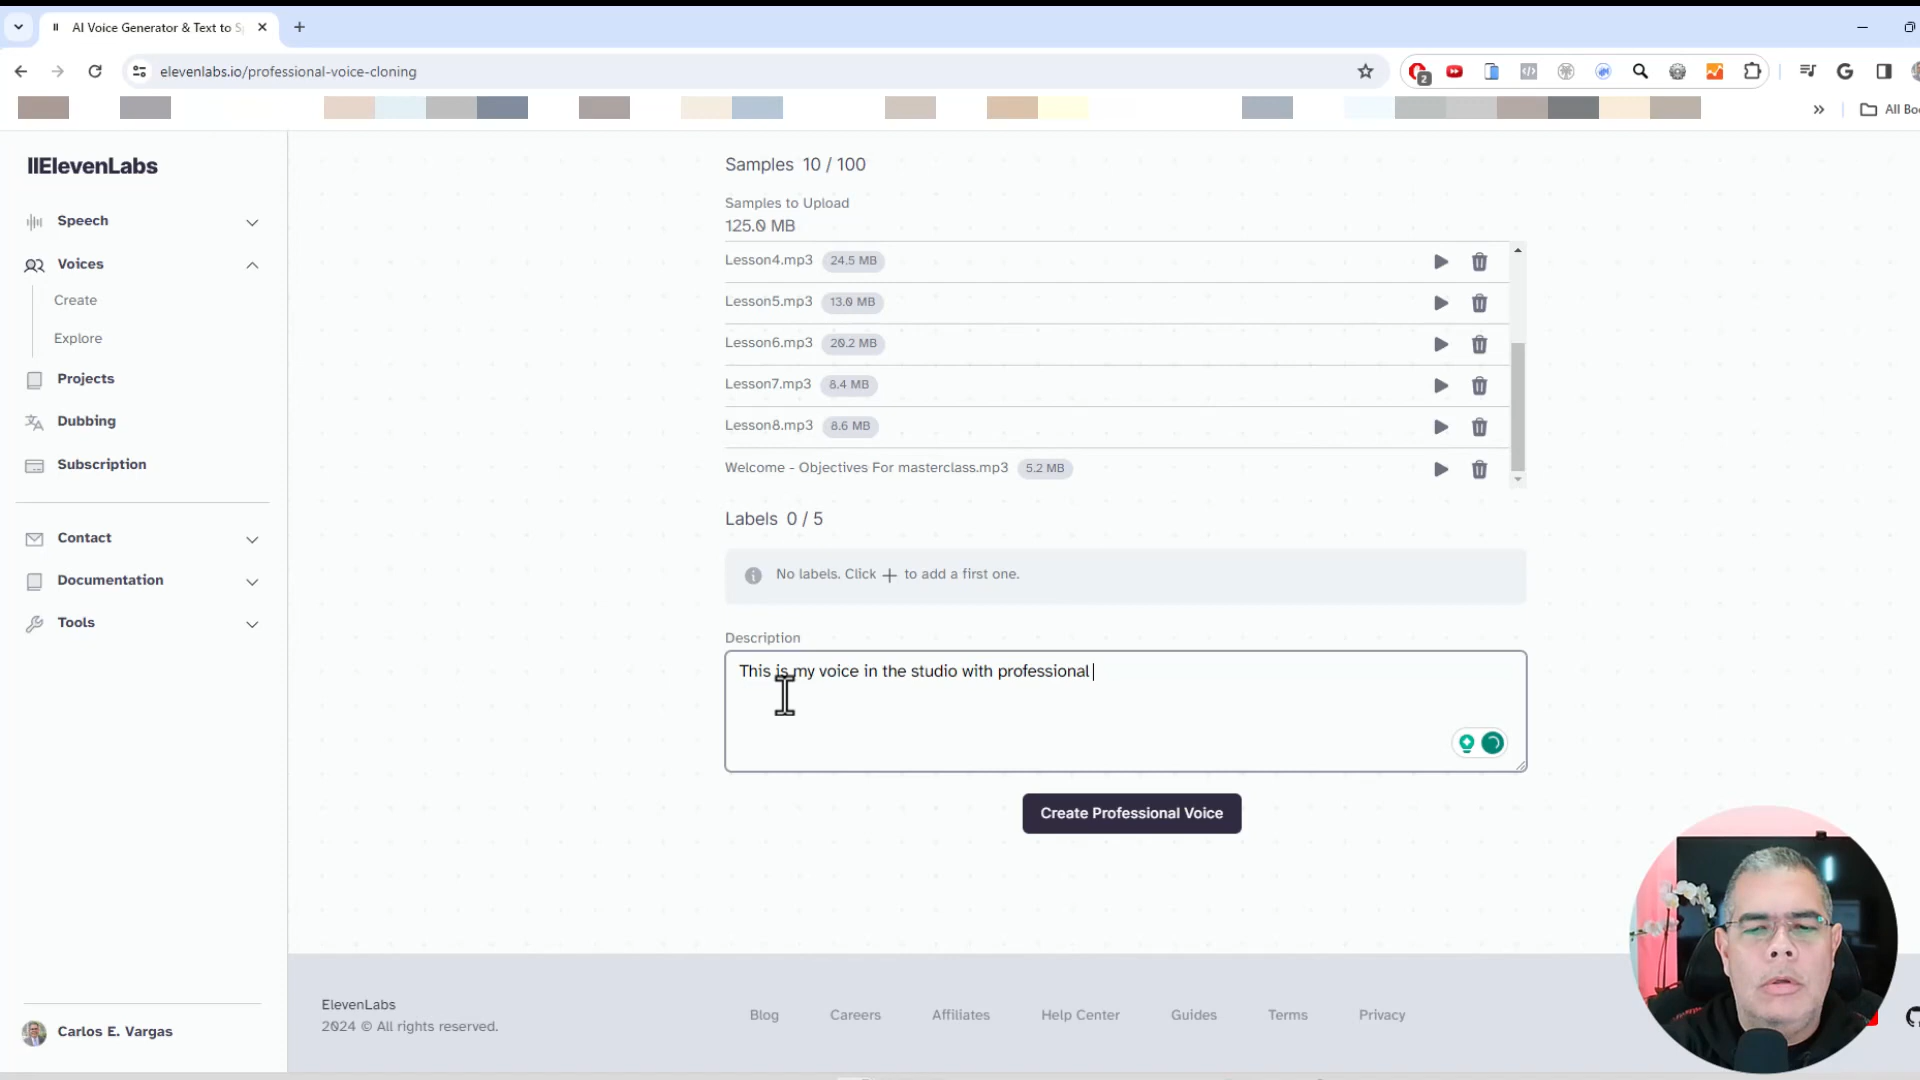 AI Voice Generator & Text to S
elevenlabs.io/professional-voice-cloning
2
All Bo
IIElevenLabs
Speech
Voices
Create
Explore
Projects
Dubbing
Subscription
Contact
Documentation
Tools
Carlos E. Vargas
Samples 10 / 100
Samples to Upload
125.0 MB
Lesson4.mp3 24.5 MB
Lesson5.mp3 13.0 MB
Lesson6.mp3 20.2 MB
Lesson7.mp3 8.4 MB
Lesson8.mp3 8.6 MB
Welcome - Objectives For masterclass.mp3 5.2 MB
Labels 0 / 5
No labels. Click + to add a first one.
Description
This is my voice in the studio with professional
Create Professional Voice
ElevenLabs
2024 © All rights reserved.
Blog Careers Affiliates Help Center Guides Terms Privacy